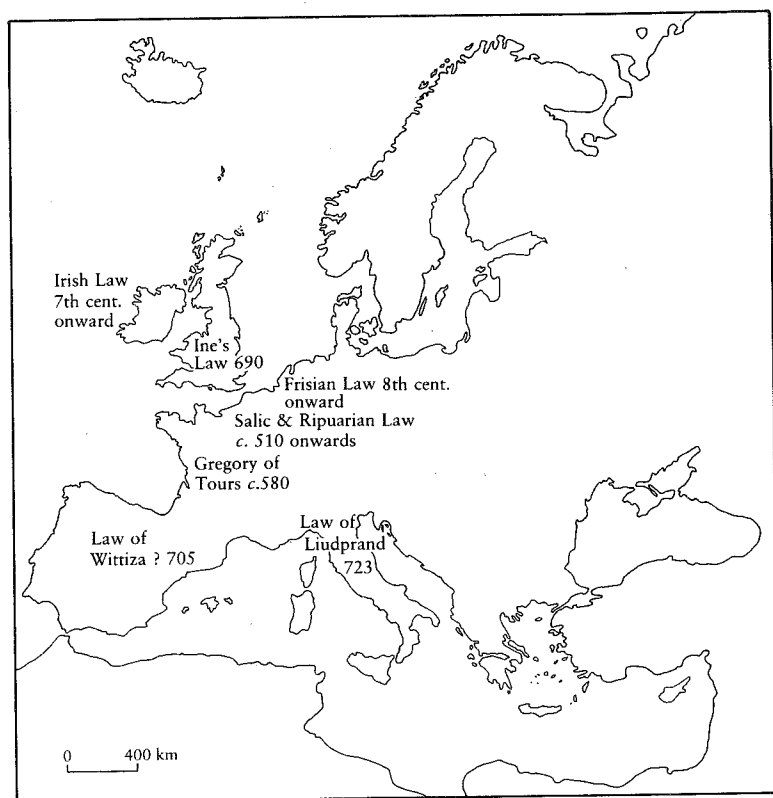 Irish Law
7th cent.
onward
Ine's
Law 690
Frisian Law 8th cent.
onward
Salic & Ripuarian Law
c. 510 onwards
Gregory of
Tours c.580
Law of
Wittiza ? 705
Law of
Liudprand
723
0 400 km